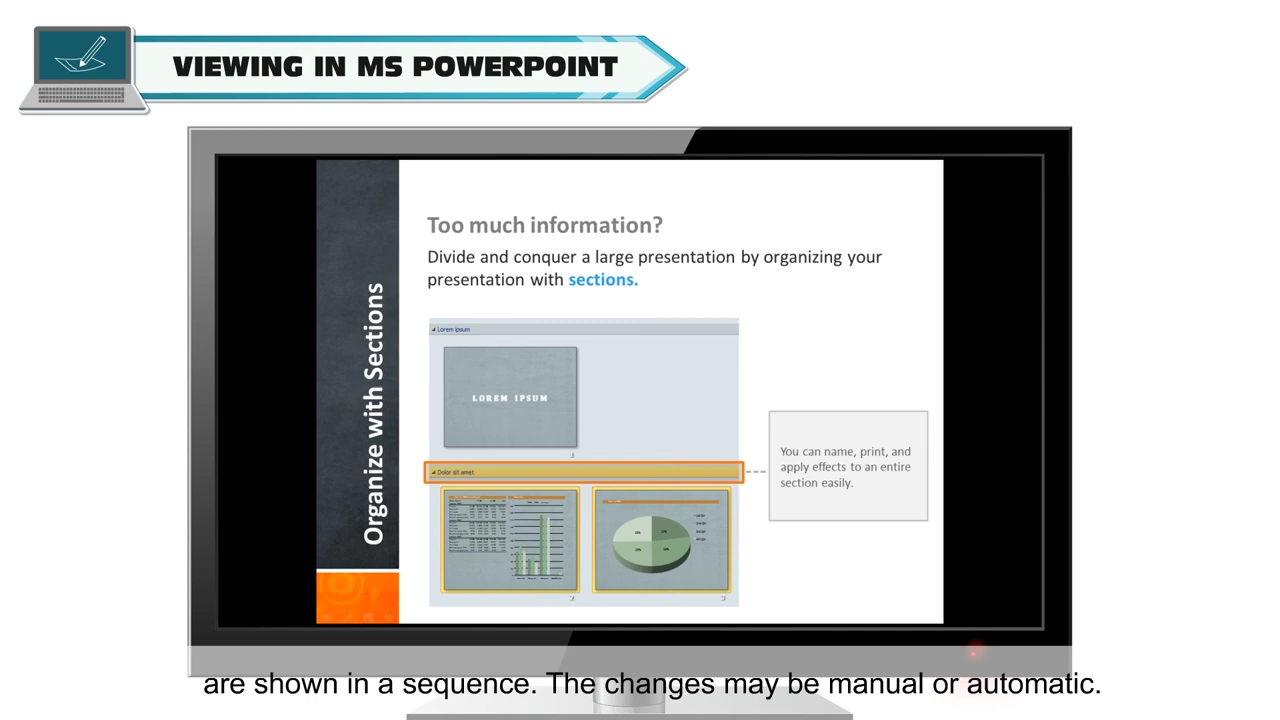 VIEWING IN MS POWERPOINT
Organize with Sections
Too much information?
Divide and conquer a large presentation by organizing your
presentation with sections.
Lorem ipsum
LOREM IPSUM
Dolor sit amet
You can name, print, and
apply effects to an entire
section easily.
are shown in a sequence. The changes may be manual or automatic.